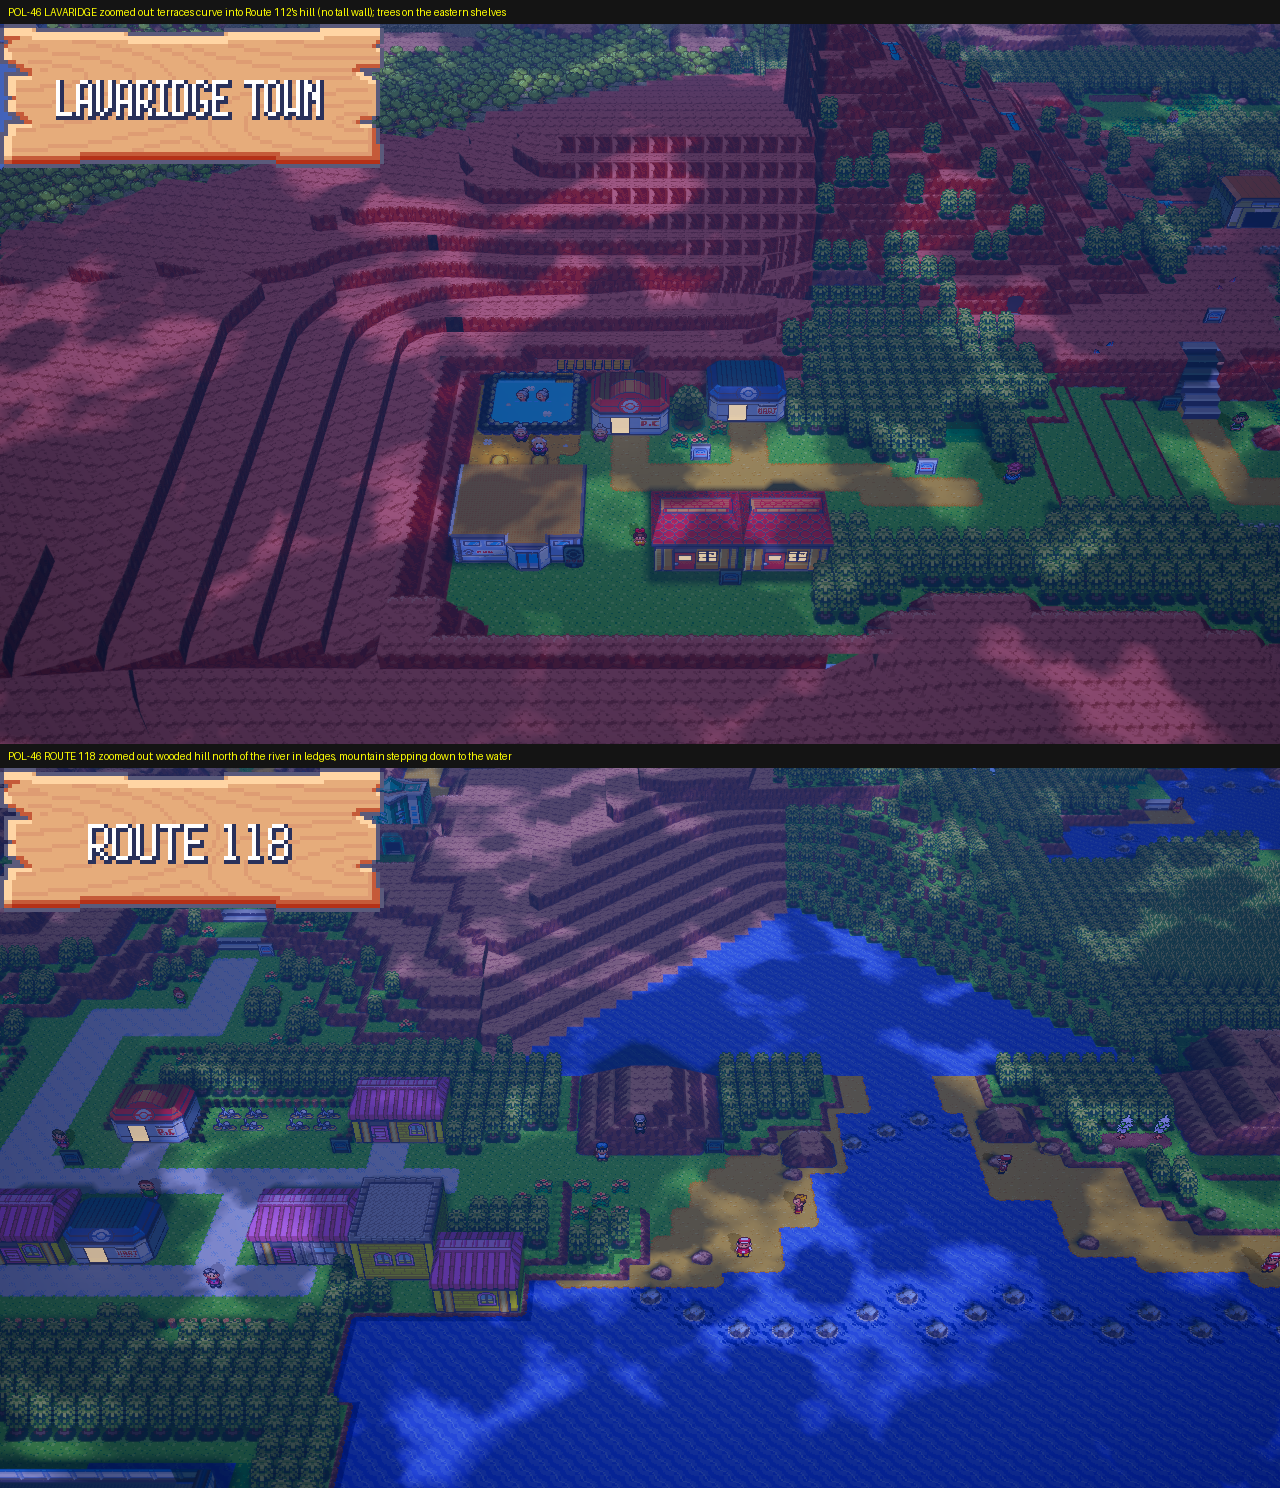 POL-46 LAVARIDGE zoomed out: terraces curve into Route 112's hill (no tall wall); trees on the eastern shelves
LAVARIDGE TOWN
P.C
MART
POL-46 ROUTE 118 zoomed out: wooded hill north of the river in ledges, mountain stepping down to the water
ROUTE 118
P.C
MART